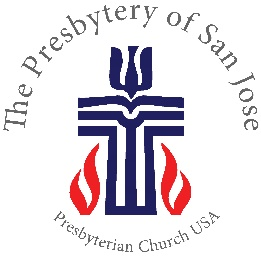 The Presbytery of San Jose
Presbyterian Church USA